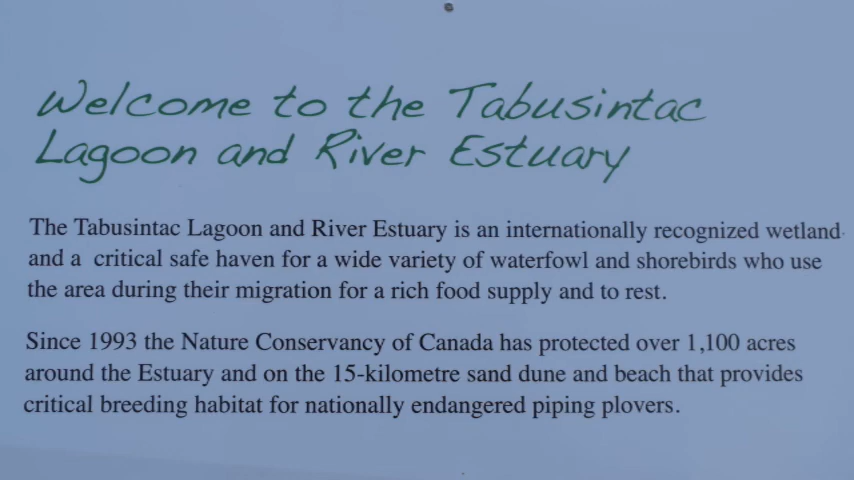 Welcome to the Tabusintac
Lagoon and River Estuary
The Tabusintac Lagoon and River Estuary is an internationally recognized wetland
and a critical safe haven for a wide variety of waterfowl and shorebirds who use
the area during their migration for a rich food supply and to rest.
Since 1993 the Nature Conservancy of Canada has protected over 1,100 acres
around the Estuary and on the 15-kilometre sand dune and beach that provides
critical breeding habitat for nationally endangered piping plovers.